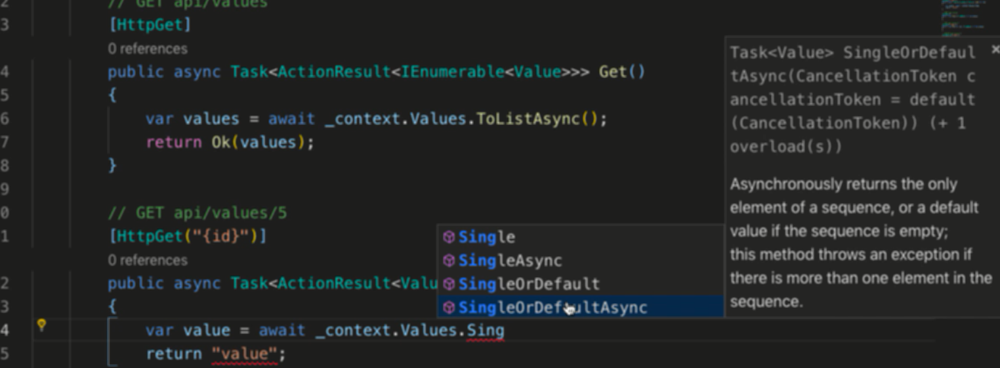 2 // GET api/values
3 [HttpGet]
0 references
4 public async Task<ActionResult<IEnumerable<Value>>> Get()
5 {
6 var values = await _context.Values.ToListAsync();
7 return Ok(values);
8 }
9
0 // GET api/values/5
1 [HttpGet("{id}")]
0 references
2 public async Task<ActionResult<Valu
3 {
4 var value = await _context.Values.Sing
5 return "value";
Single
SingleAsync
SingleOrDefault
SingleOrDefaultAsync
Task<Value> SingleOrDefaul
tAsync(CancellationToken c
ancellationToken = default
(CancellationToken)) (+ 1
overload(s))
Asynchronously returns the only
element of a sequence, or a default
value if the sequence is empty;
this method throws an exception if
there is more than one element in the
sequence.